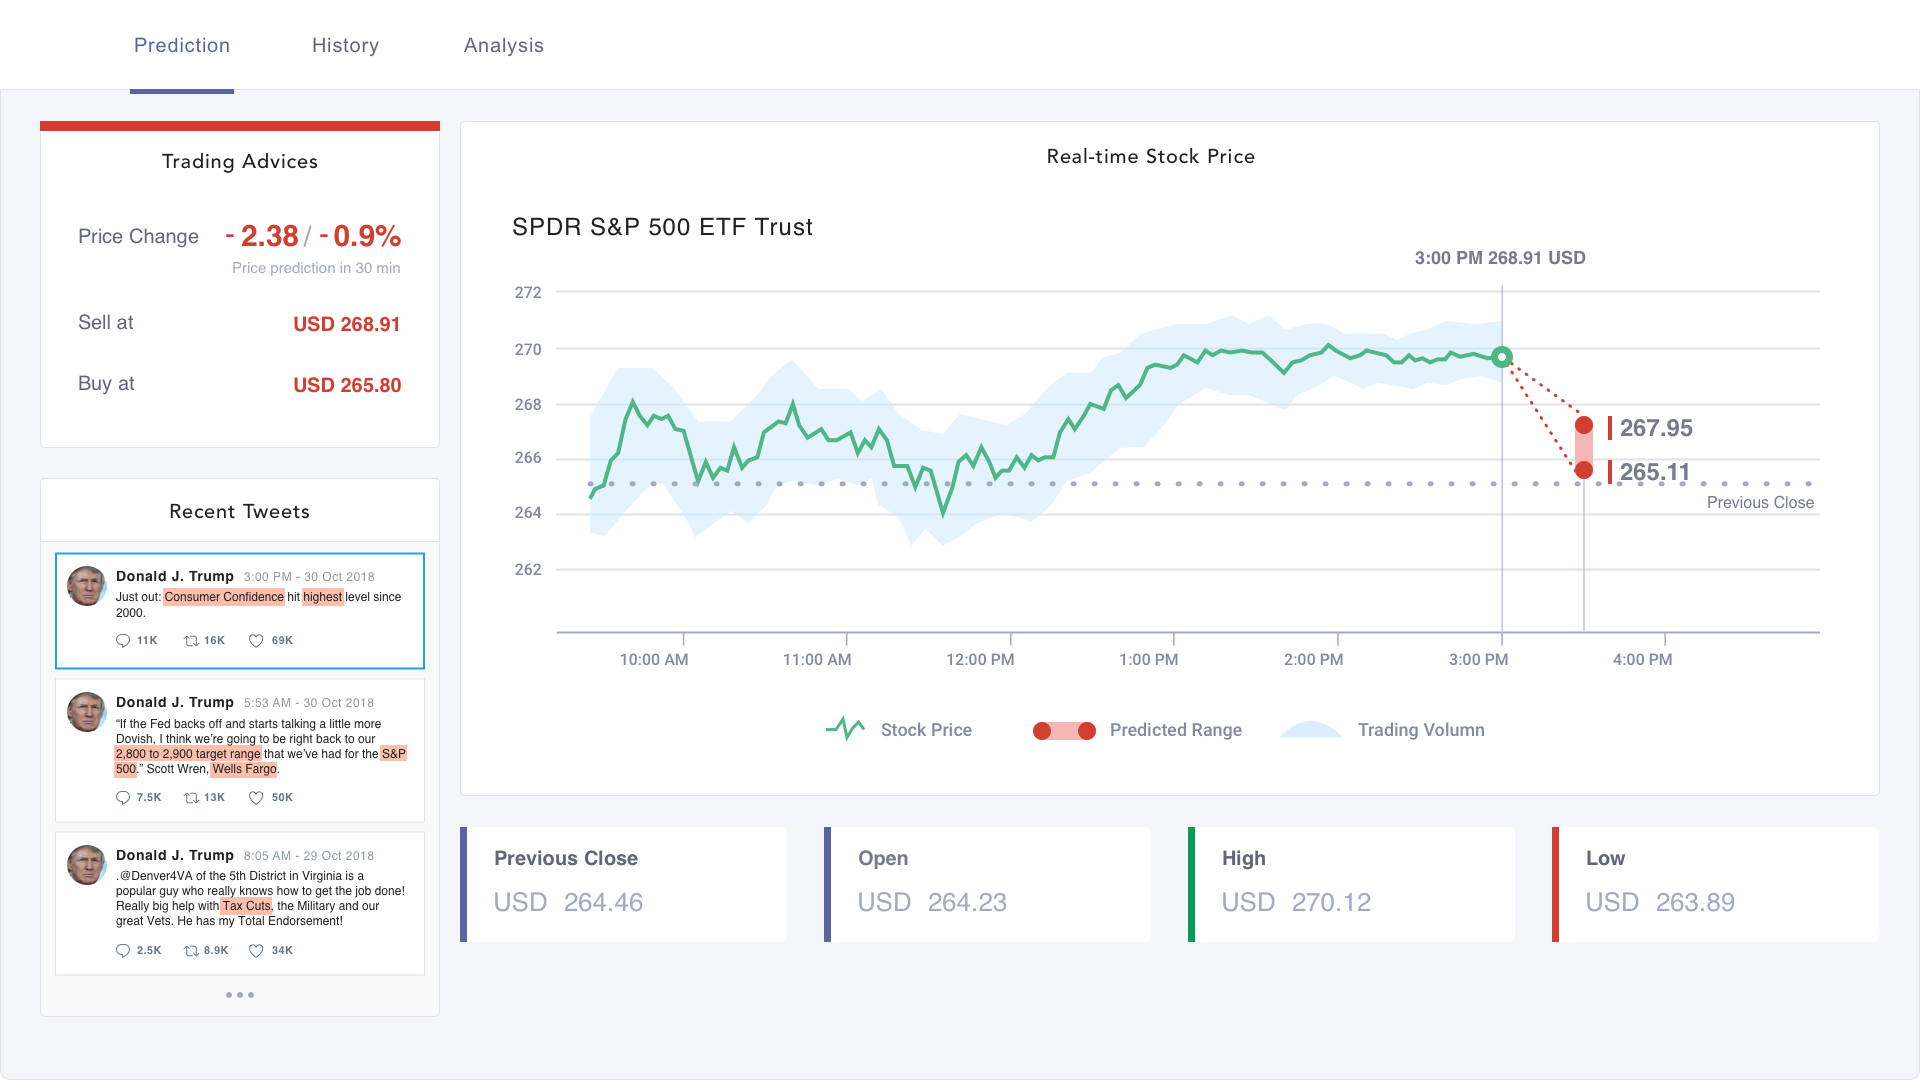 Prediction
History
Analysis
Trading Advices
Price Change
- 2.38 / - 0.9%
Price prediction in 30 min
Sell at
USD 268.91
Buy at
USD 265.80
Recent Tweets
Donald J. Trump 3:00 PM - 30 Oct 2018
Just out: Consumer Confidence hit highest level since
2000.
11K 16K 69K
Donald J. Trump 5:53 AM - 30 Oct 2018
“If the Fed backs off and starts talking a little more
Dovish, I think we’re going to be right back to our
2,800 to 2,900 target range that we’ve had for the S&P
500.” Scott Wren, Wells Fargo.
7.5K 13K 50K
Donald J. Trump 8:05 AM - 29 Oct 2018
.@Denver4VA of the 5th District in Virginia is a
popular guy who really knows how to get the job done!
Really big help with Tax Cuts, the Military and our
great Vets. He has my Total Endorsement!
2.5K 8.9K 34K
Real-time Stock Price
SPDR S&P 500 ETF Trust
3:00 PM 268.91 USD
272
270
268
266
264
262
267.95
265.11
Previous Close
10:00 AM 11:00 AM 12:00 PM 1:00 PM 2:00 PM 3:00 PM 4:00 PM
Stock Price
Predicted Range
Trading Volumn
Previous Close
USD 264.46
Open
USD 264.23
High
USD 270.12
Low
USD 263.89